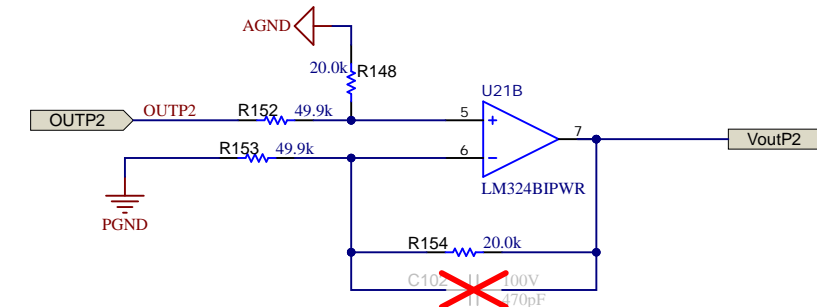 AGND
20.0k R148
U21B
OUTP2 OUTP2 R152 49.9k 5 + 7 VoutP2
R153 49.9k 6 -
LM324BIPWR
PGND
R154 20.0k
C102 100V
470pF